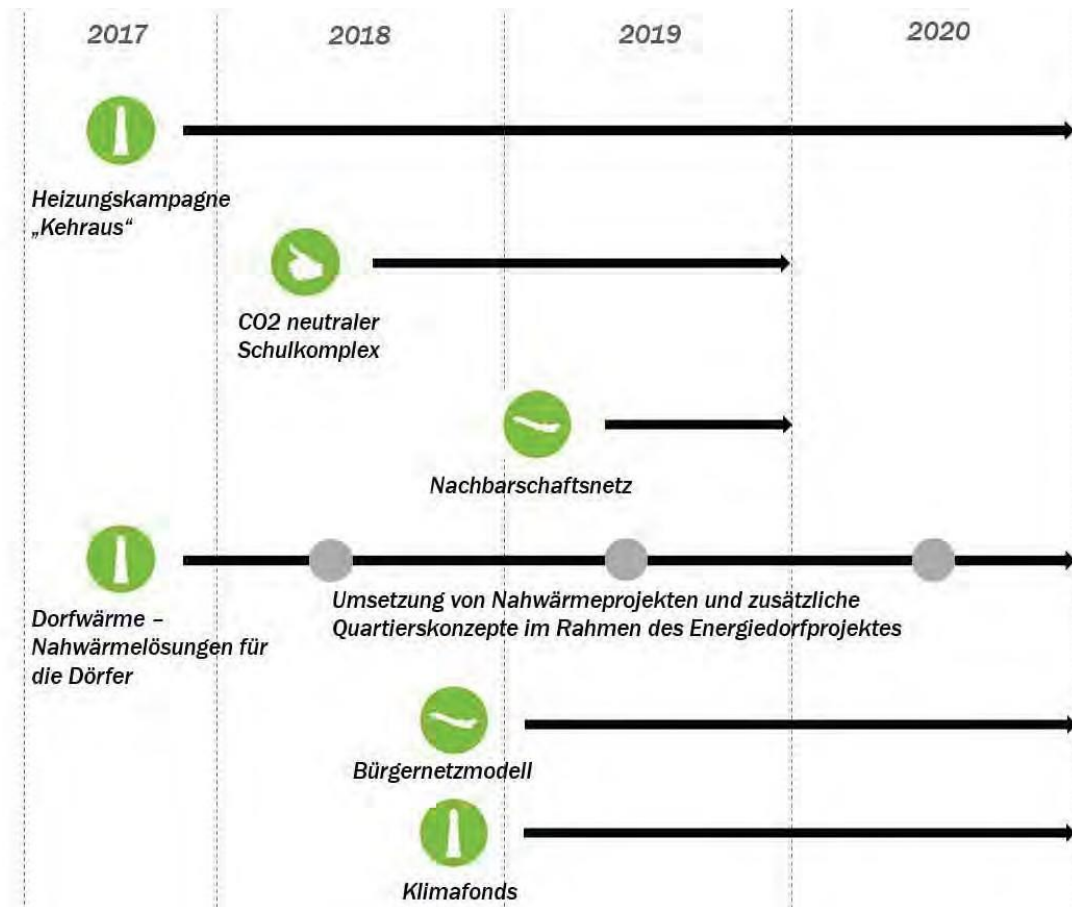 2017 2018 2019 2020
Heizungskampagne
„Kehraus“
CO2 neutraler
Schulkomplex
Nachbarschaftsnetz
Dorfwärme –
Nahwärmelösungen für
die Dörfer
Umsetzung von Nahwärmeprojekten und zusätzliche
Quartierskonzepte im Rahmen des Energiedorfprojektes
Bürgernetzmodell
Klimafonds